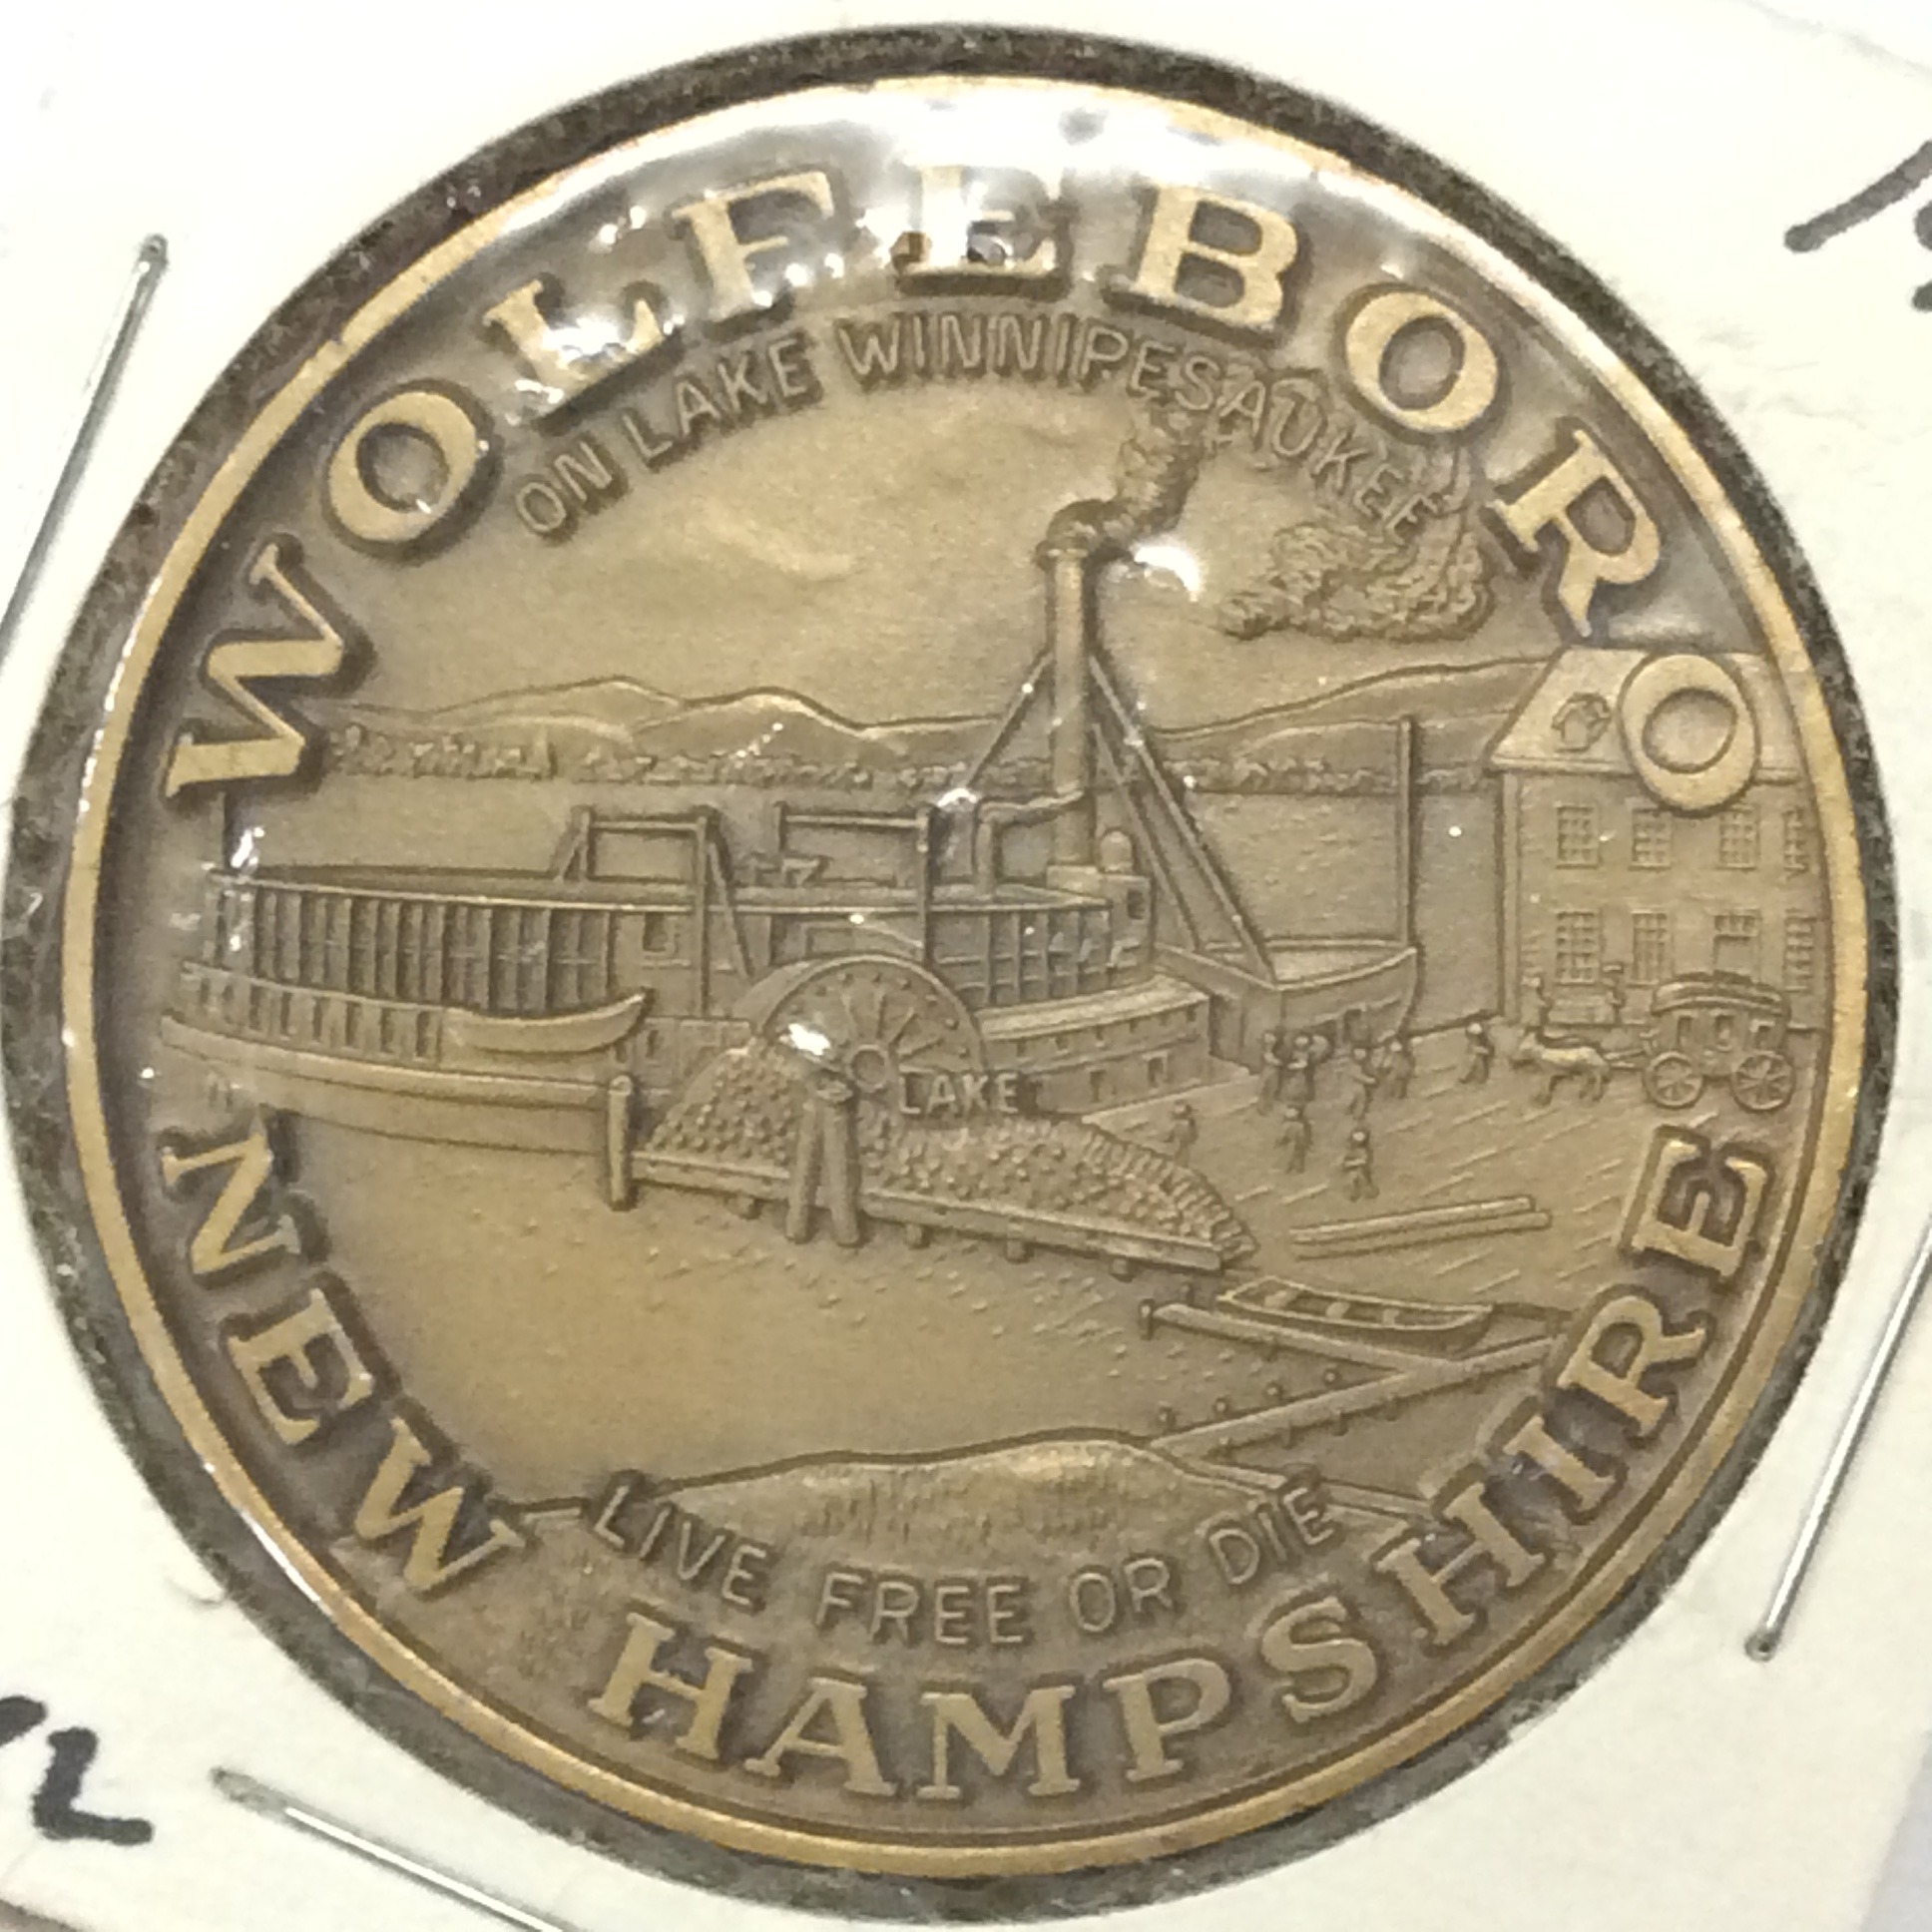 WOLFEBORO
ON LAKE WINNIPESAUKEE
LAKE
LIVE FREE OR DIE
NEW HAMPSHIRE